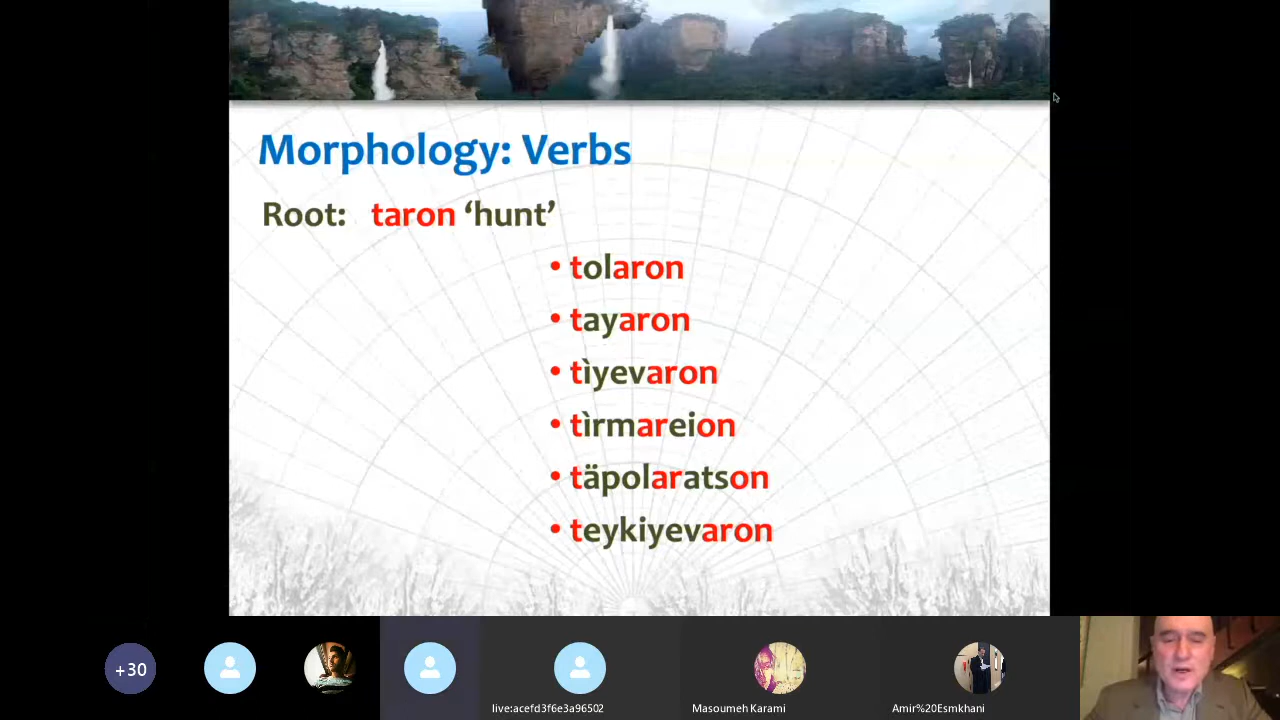 Morphology: Verbs
Root: taron ‘hunt’
• tolaron
• tayaron
• tìyevaron
• tìrmareion
• täpolaratson
• teykiyevaron
+30
live:acefd3f6e3a96502
Masoumeh Karami
Amir%20Esmkhani